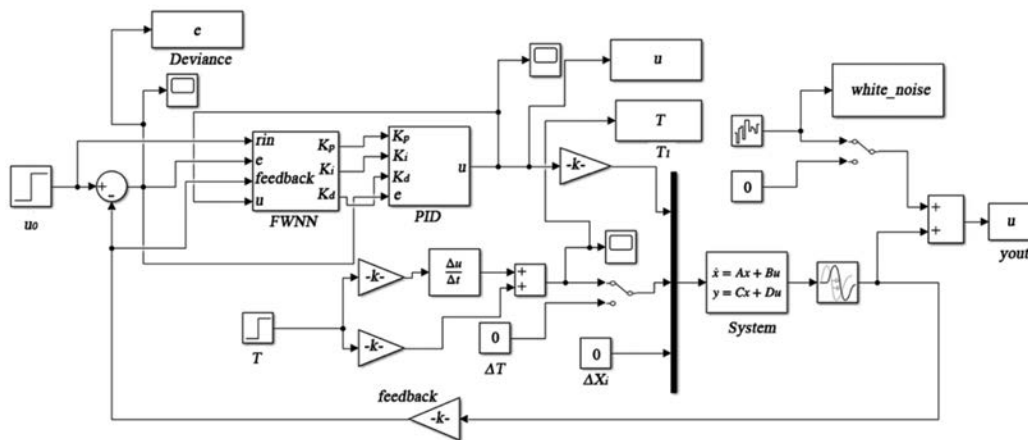 e
Deviance
u
white_noise
T
T1
rin
e
feedback
u
Kp
Ki
Kd
FWNN
Kp
Ki
Kd
e
u
PID
-k-
+
-
u0
0
+
+
u
yout
-k-
Δu
Δt
+
+
ẋ = Ax + Bu
y = Cx + Du
System
T
-k-
0
ΔT
0
ΔXi
feedback
-k-